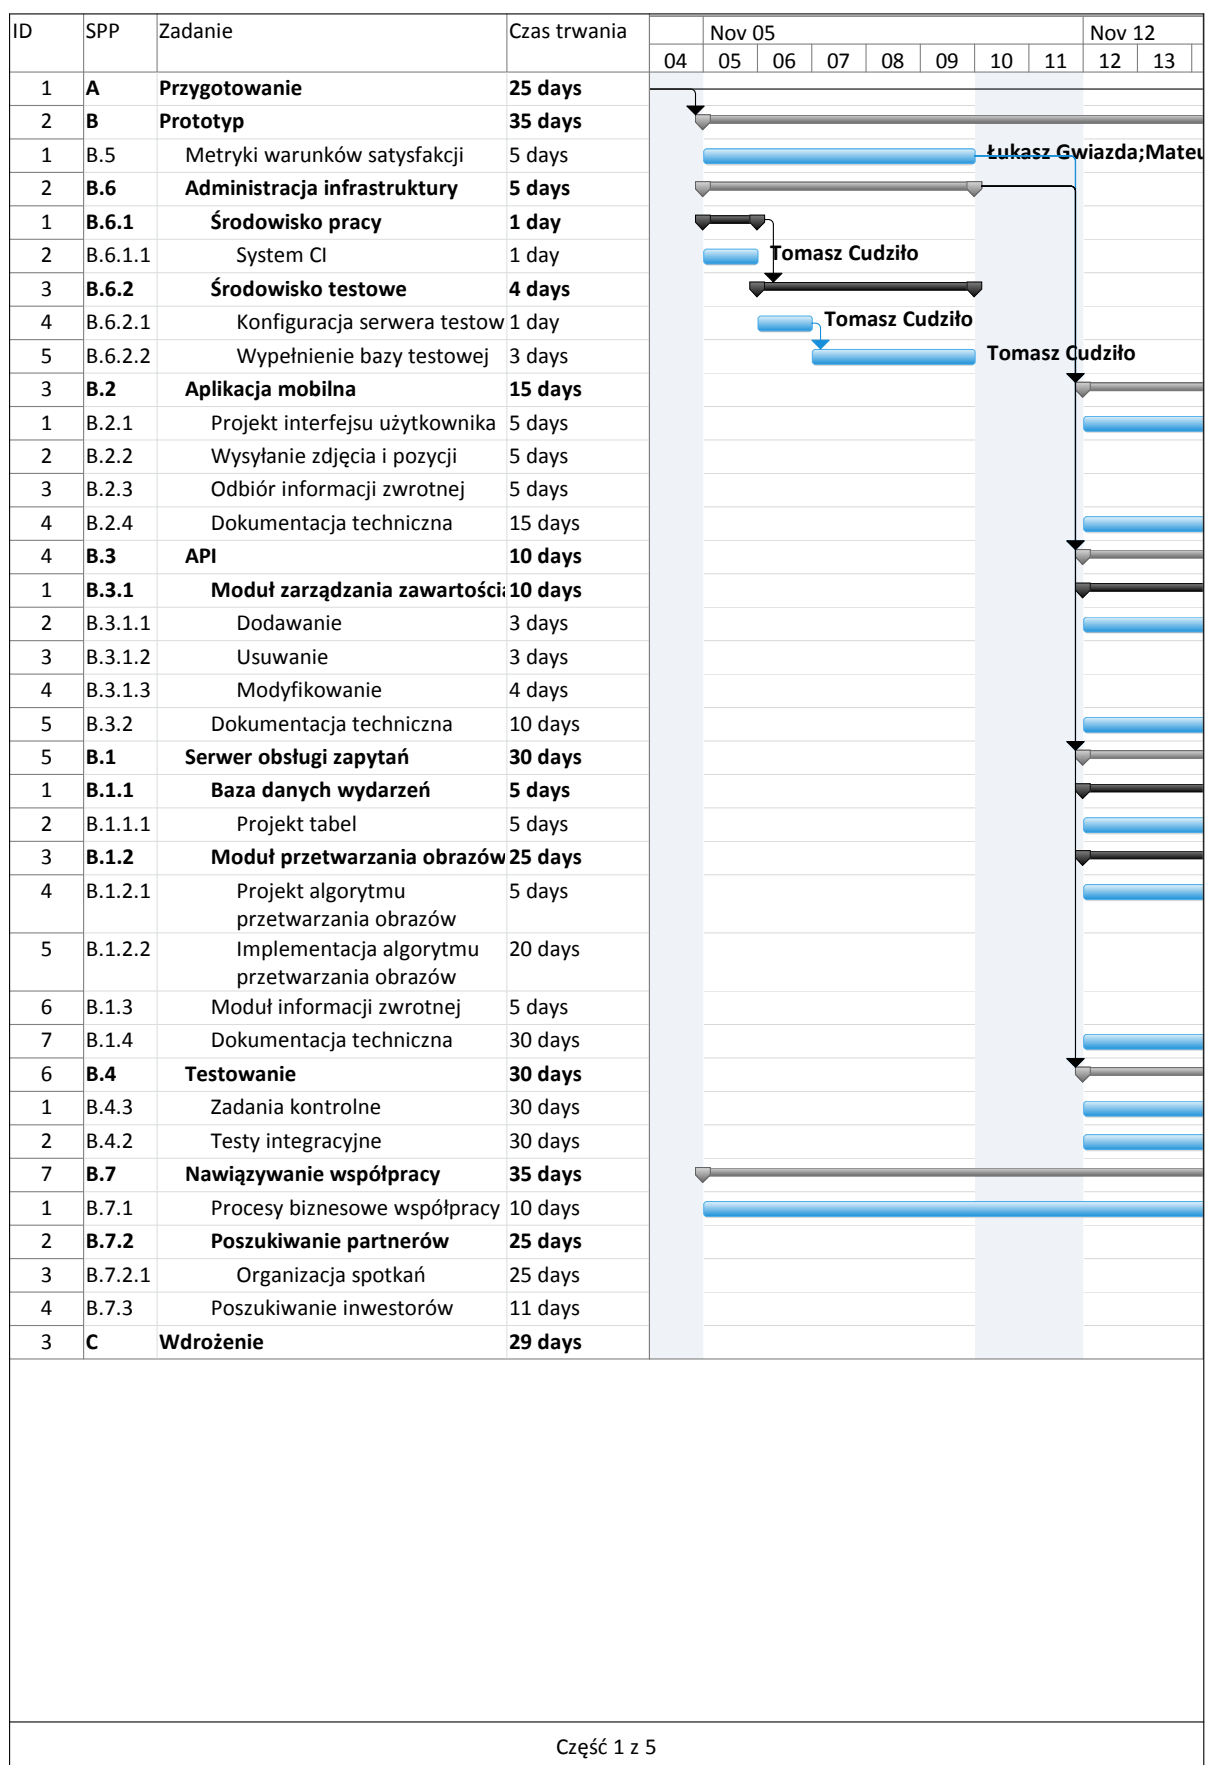 ID SPP Zadanie Czas trwania Nov 05 Nov 12
04 05 06 07 08 09 10 11 12 13
1 A Przygotowanie 25 days
2 B Prototyp 35 days
1 B.5 Metryki warunków satysfakcji 5 days Łukasz Gwiazda;Mateu
2 B.6 Administracja infrastruktury 5 days
1 B.6.1 Środowisko pracy 1 day
2 B.6.1.1 System CI 1 day Tomasz Cudziło
3 B.6.2 Środowisko testowe 4 days
4 B.6.2.1 Konfiguracja serwera testow 1 day Tomasz Cudziło
5 B.6.2.2 Wypełnienie bazy testowej 3 days Tomasz Cudziło
3 B.2 Aplikacja mobilna 15 days
1 B.2.1 Projekt interfejsu użytkownika 5 days
2 B.2.2 Wysyłanie zdjęcia i pozycji 5 days
3 B.2.3 Odbiór informacji zwrotnej 5 days
4 B.2.4 Dokumentacja techniczna 15 days
4 B.3 API 10 days
1 B.3.1 Moduł zarządzania zawartością 10 days
2 B.3.1.1 Dodawanie 3 days
3 B.3.1.2 Usuwanie 3 days
4 B.3.1.3 Modyfikowanie 4 days
5 B.3.2 Dokumentacja techniczna 10 days
5 B.1 Serwer obsługi zapytań 30 days
1 B.1.1 Baza danych wydarzeń 5 days
2 B.1.1.1 Projekt tabel 5 days
3 B.1.2 Moduł przetwarzania obrazów 25 days
4 B.1.2.1 Projekt algorytmu 5 days
przetwarzania obrazów
5 B.1.2.2 Implementacja algorytmu 20 days
przetwarzania obrazów
6 B.1.3 Moduł informacji zwrotnej 5 days
7 B.1.4 Dokumentacja techniczna 30 days
6 B.4 Testowanie 30 days
1 B.4.3 Zadania kontrolne 30 days
2 B.4.2 Testy integracyjne 30 days
7 B.7 Nawiązywanie współpracy 35 days
1 B.7.1 Procesy biznesowe współpracy 10 days
2 B.7.2 Poszukiwanie partnerów 25 days
3 B.7.2.1 Organizacja spotkań 25 days
4 B.7.3 Poszukiwanie inwestorów 11 days
3 C Wdrożenie 29 days
Część 1 z 5